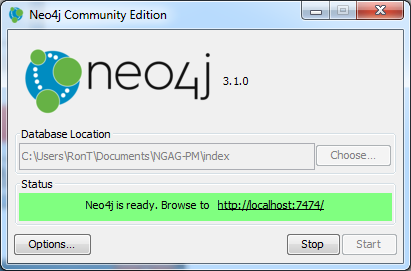 Neo4j Community Edition
neo4j 3.1.0
Database Location
C:\Users\RonT\Documents\NGAG-PM\index
Choose...
Status
Neo4j is ready. Browse to http://localhost:7474/
Options...
Stop
Start